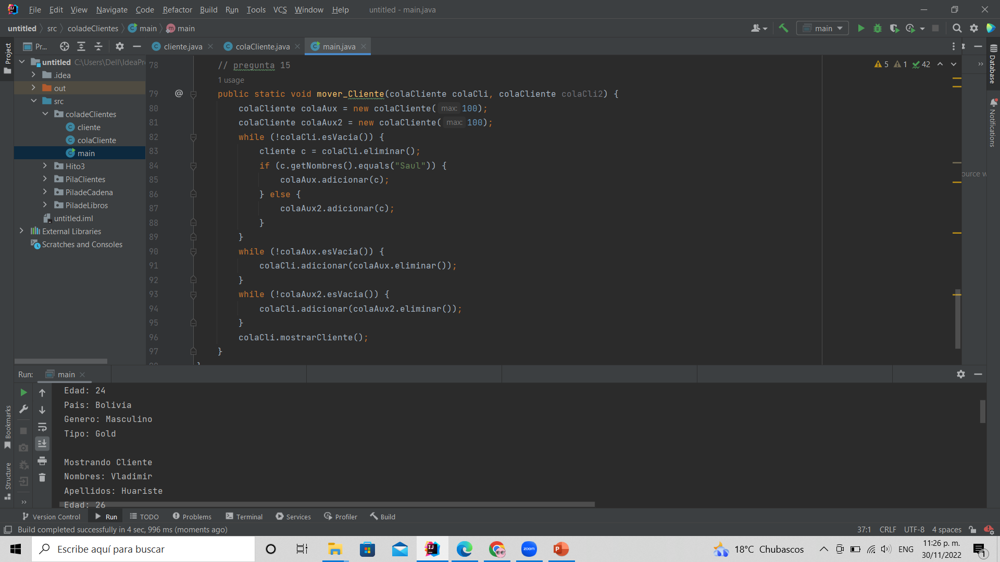 File Edit View Navigate Code Refactor Build Run Tools VCS Window Help untitled - main.java
untitled src coladeClientes main main
main
Project
Pr...
cliente.java colaCliente.java main.java
untitled C:\Users\Dell\IdeaPr
.idea
out
src
coladeClientes
cliente
colaCliente
main
Hito3
PilaClientes
PiladeCadena
PiladeLibros
untitled.iml
External Libraries
Scratches and Consoles
5 1 42
78 // pregunta 15
1 usage
79 @ public static void mover_Cliente(colaCliente colaCli, colaCliente colaCli2) {
80 colaCliente colaAux = new colaCliente( max: 100);
81 colaCliente colaAux2 = new colaCliente( max: 100);
82 while (!colaCli.esVacia()) {
83 cliente c = colaCli.eliminar();
84 if (c.getNombres().equals("Saul")) {
85 colaAux.adicionar(c);
86 } else {
87 colaAux2.adicionar(c);
88 }
89 }
90 while (!colaAux.esVacia()) {
91 colaCli.adicionar(colaAux.eliminar());
92 }
93 while (!colaAux2.esVacia()) {
94 colaCli.adicionar(colaAux2.eliminar());
95 }
96 colaCli.mostrarCliente();
97 }
Database
Notifications
ource w
Run: main
Edad: 24
Pais: Bolivia
Genero: Masculino
Tipo: Gold
Mostrando Cliente
Nombres: Vladimir
Apellidos: Huariste
Edad: 26
Bookmarks
Structure
Version Control Run TODO Problems Terminal Services Profiler Build
Build completed successfully in 4 sec, 996 ms (moments ago)
37:1 CRLF UTF-8 4 spaces
Escribe aquí para buscar
zoom
18°C Chubascos
ENG
11:26 p. m.
30/11/2022
1